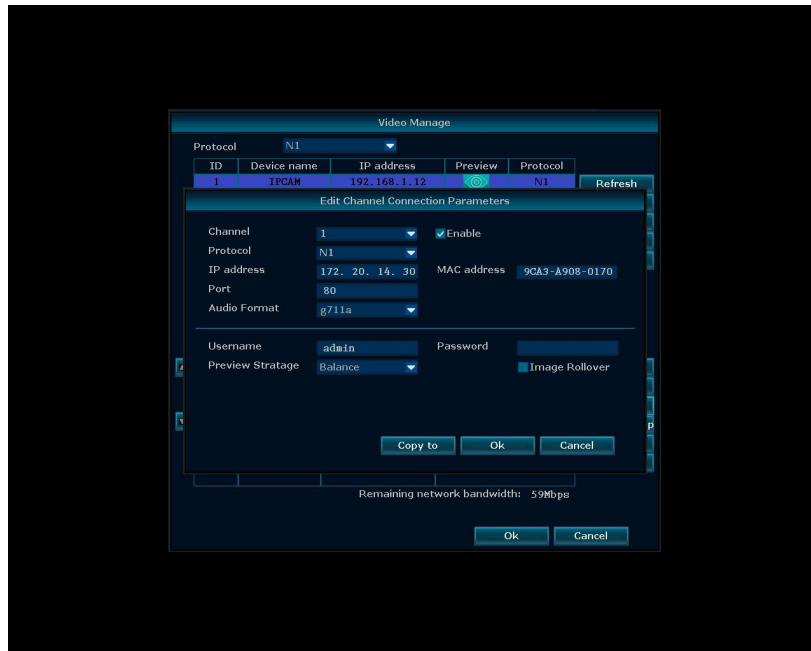 Video Manage
Protocol N1
ID Device name IP address Preview Protocol
1 IPCAM 192.168.1.12 N1 Refresh
Edit Channel Connection Parameters
Channel 1 Enable
Protocol N1
IP address 172. 20. 14. 30 MAC address 9CA3-A908-0170
Port 80
Audio Format g711a
Username admin Password
Preview Stratage Balance Image Rollover
p
Copy to Ok Cancel
Remaining network bandwidth: 59Mbps
Ok Cancel